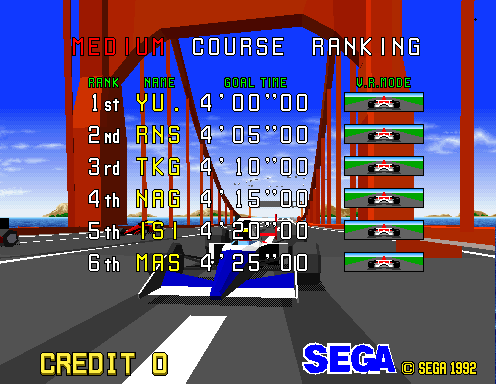 MEDIUM COURSE RANKING
RANK NAME GOAL TIME V.R.MODE
1st YU. 4'00"00
2nd RNS 4'05"00
3rd TKG 4'10"00
4th NAG 4'15"00
5th ISI 4'20"00
6th MAS 4'25"00
CREDIT 0 SEGA © SEGA 1992